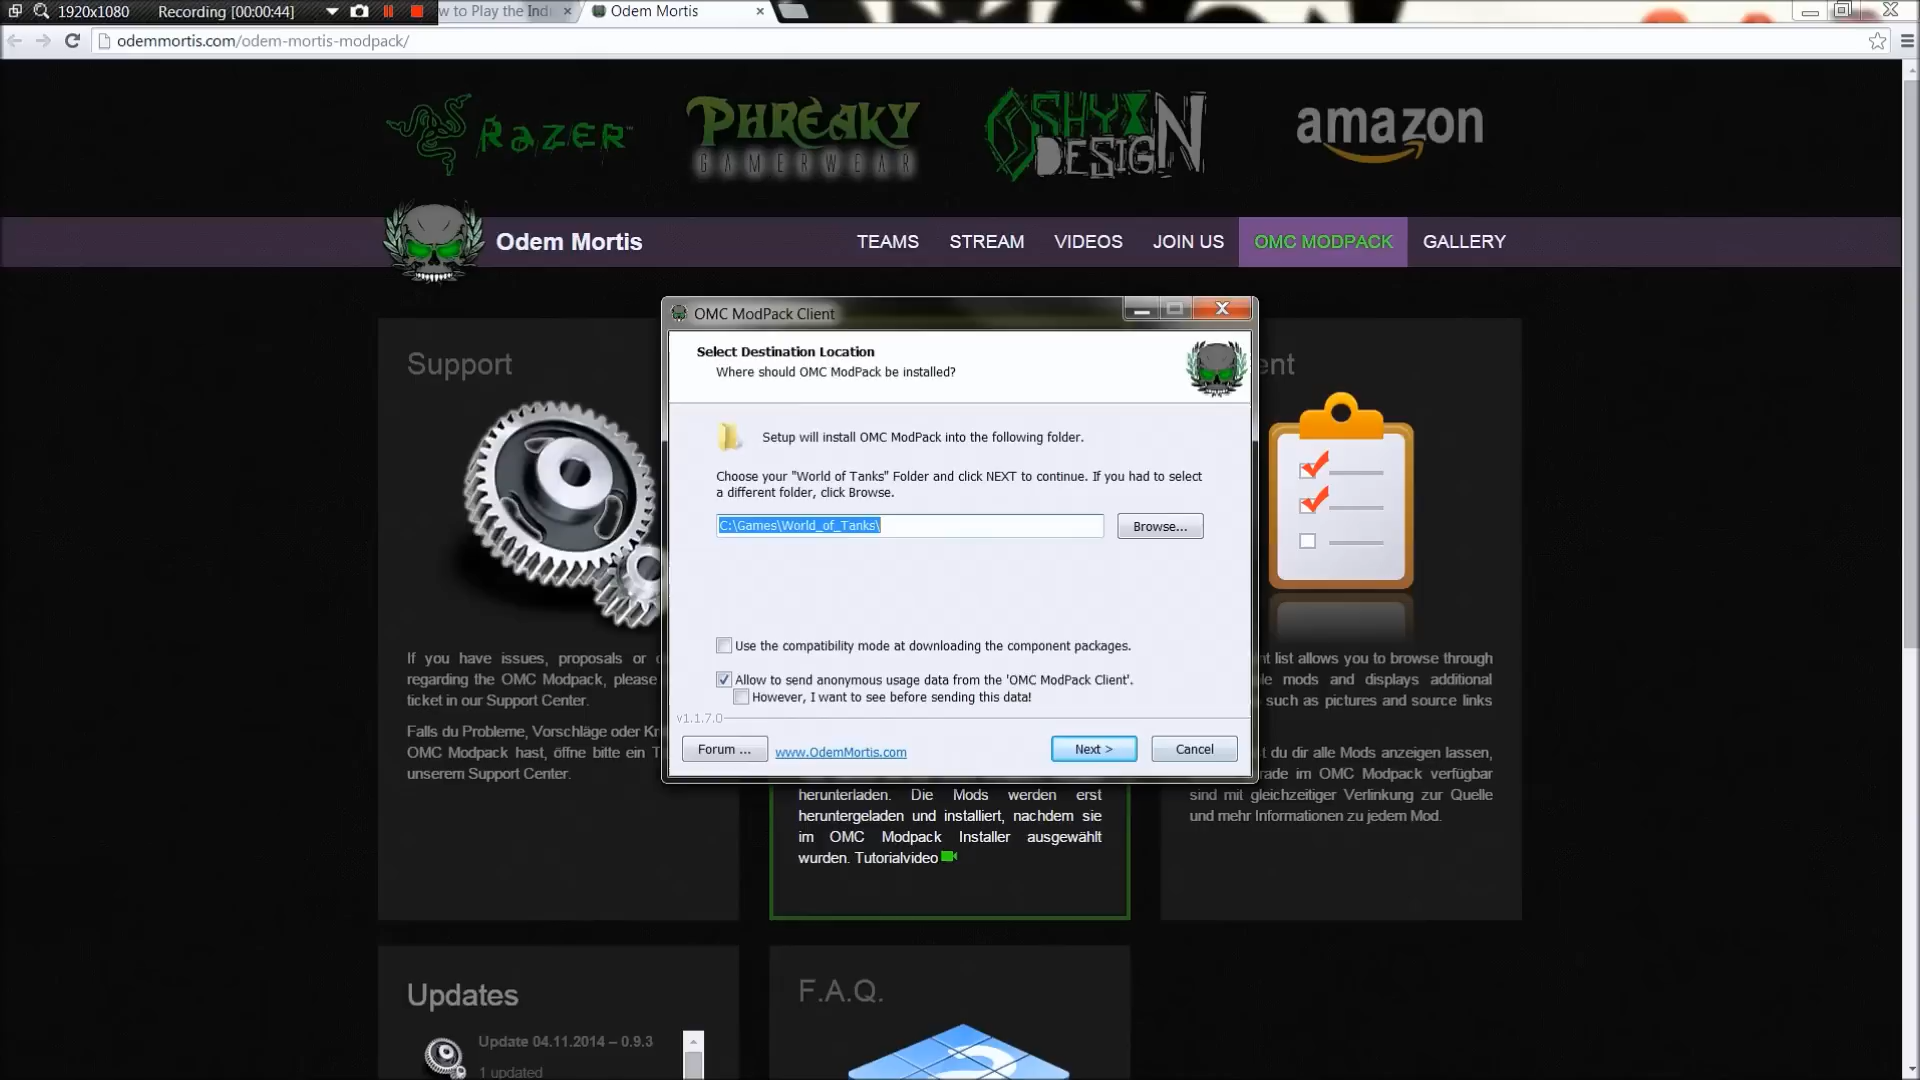 1920x1080
Recording [00:00:44]
w to Play the Indi
Odem Mortis
odemmortis.com/odem-mortis-modpack/
RAZER™
PHREAKY
GAMERWEAR
OSHYX
DESIGN
amazon
Odem Mortis
TEAMS
STREAM
VIDEOS
JOIN US
OMC MODPACK
GALLERY
Support
If you have issues, proposals or
regarding the OMC Modpack, please
ticket in our Support Center.
Falls du Probleme, Vorschläge oder
OMC Modpack hast, öffne bitte ein
unserem Support Center.
OMC ModPack Client
Select Destination Location
Where should OMC ModPack be installed?
Setup will install OMC ModPack into the following folder.
Choose your "World of Tanks" Folder and click NEXT to continue. If you had to select
a different folder, click Browse.
C:\Games\World_of_Tanks\
Browse...
Use the compatibility mode at downloading the component packages.
Allow to send anonymous usage data from the 'OMC ModPack Client'.
However, I want to see before sending this data!
v1.1.7.0
Forum ...
www.OdemMortis.com
Next >
Cancel
herunterladen. Die Mods werden erst
heruntergeladen und installiert, nachdem sie
im OMC Modpack Installer ausgewählt
wurden. Tutorialvideo
ent
nt list allows you to browse through
le mods and displays additional
such as pictures and source links
st du dir alle Mods anzeigen lassen,
rade im OMC Modpack verfügbar
sind mit gleichzeitiger Verlinkung zur Quelle
und mehr Informationen zu jedem Mod.
Updates
Update 04.11.2014 – 0.9.3
1 updated
F.A.Q.